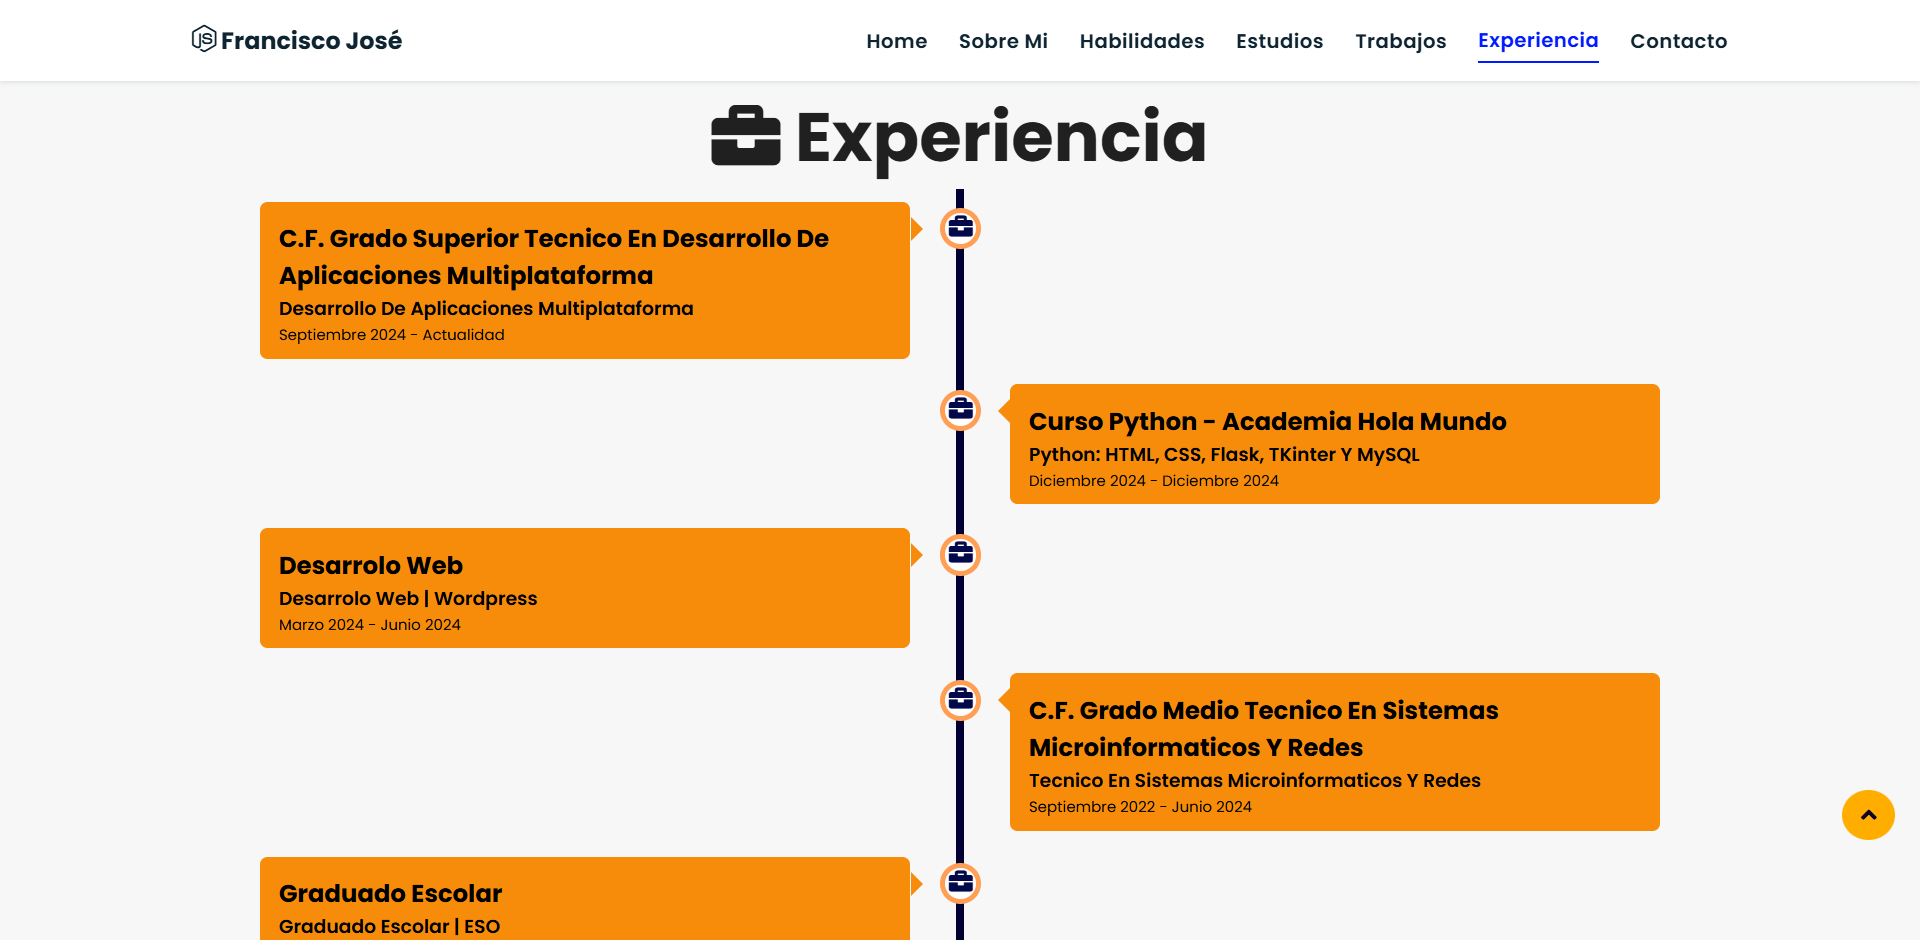 JS Francisco José
Home Sobre Mi Habilidades Estudios Trabajos Experiencia Contacto
Experiencia
C.F. Grado Superior Tecnico En Desarrollo De
Aplicaciones Multiplataforma
Desarrollo De Aplicaciones Multiplataforma
Septiembre 2024 - Actualidad
Curso Python - Academia Hola Mundo
Python: HTML, CSS, Flask, TKinter Y MySQL
Diciembre 2024 - Diciembre 2024
Desarrolo Web
Desarrolo Web | Wordpress
Marzo 2024 - Junio 2024
C.F. Grado Medio Tecnico En Sistemas
Microinformaticos Y Redes
Tecnico En Sistemas Microinformaticos Y Redes
Septiembre 2022 - Junio 2024
Graduado Escolar
Graduado Escolar | ESO